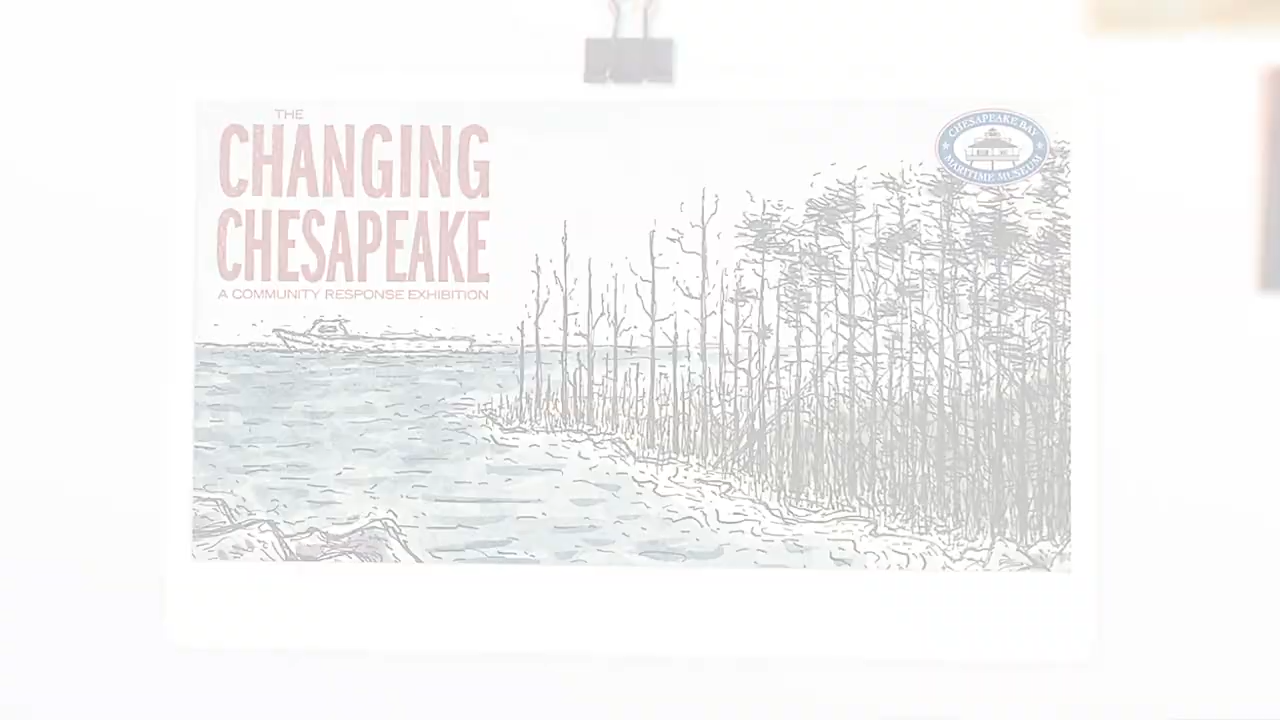 THE
CHANGING
CHESAPEAKE
A COMMUNITY RESPONSE EXHIBITION
CHESAPEAKE BAY
MARITIME MUSEUM